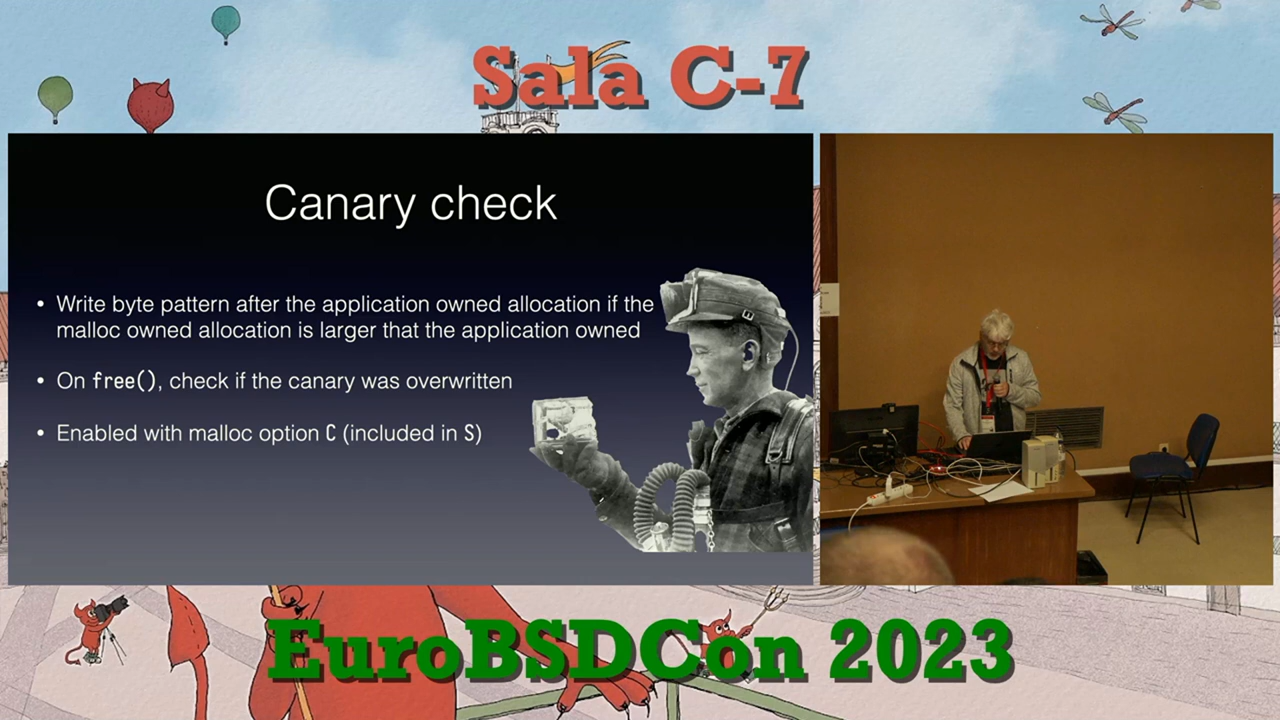 Sala C-7
Canary check
• Write byte pattern after the application owned allocation if the
malloc owned allocation is larger that the application owned
• On free(), check if the canary was overwritten
• Enabled with malloc option C (included in S)
EuroBSDCon 2023